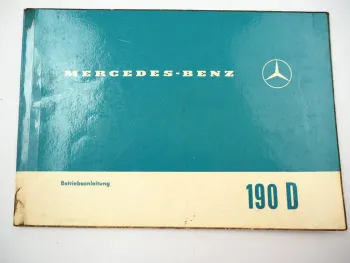 MERCEDES-BENZ
Betriebsanleitung
190 D